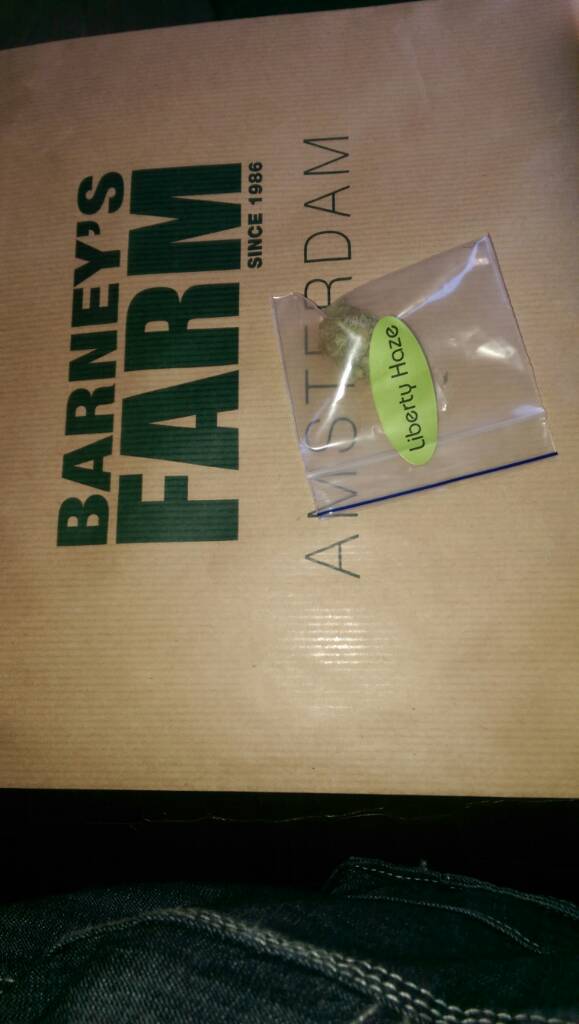 BARNEY'S
FARM
SINCE 1986
AMSTERDAM
Liberty Haze